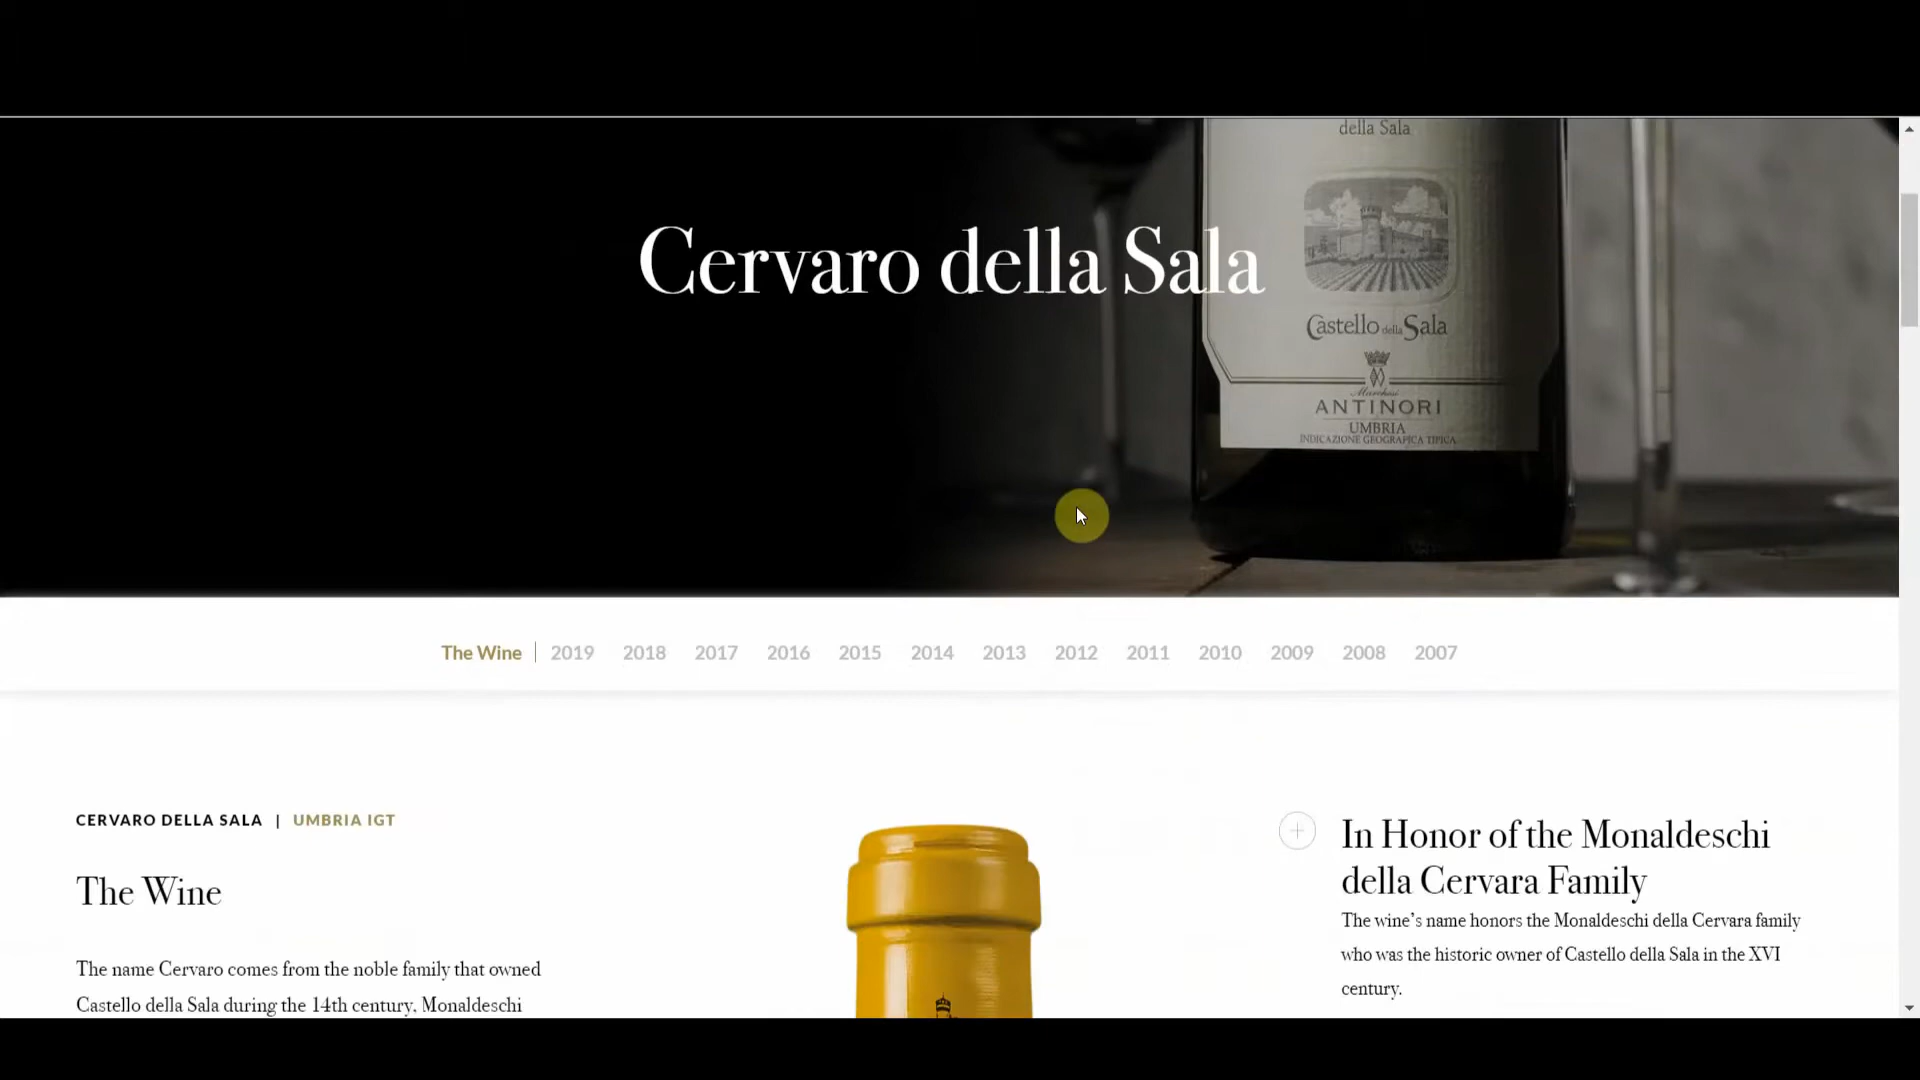 della Sala
Cervaro della Sala
Castello della Sala
Marchesi
ANTINORI
UMBRIA
INDICAZIONE GEOGRAFICA TIPICA
The Wine | 2019 2018 2017 2016 2015 2014 2013 2012 2011 2010 2009 2008 2007
CERVARO DELLA SALA | UMBRIA IGT
The Wine
The name Cervaro comes from the noble family that owned
Castello della Sala during the 14th century, Monaldeschi
In Honor of the Monaldeschi
della Cervara Family
The wine's name honors the Monaldeschi della Cervara family
who was the historic owner of Castello della Sala in the XVI
century.